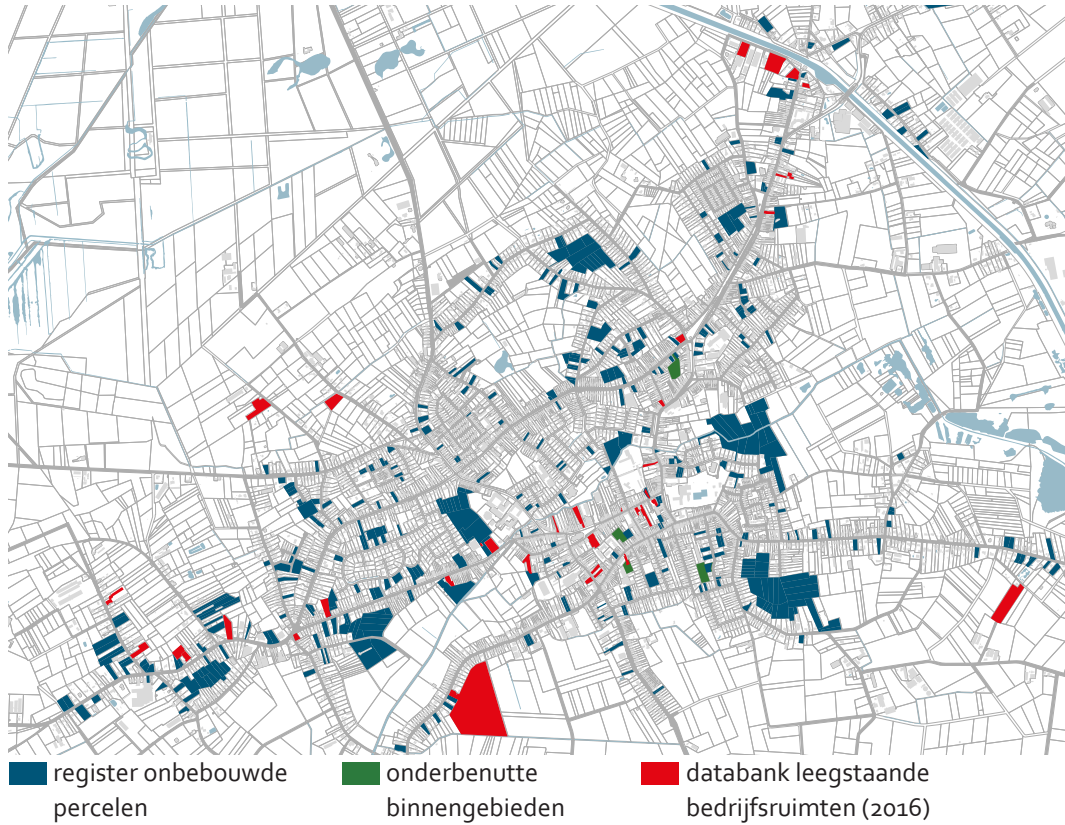 register onbebouwde
percelen
onderbenutte
binnengebieden
databank leegstaande
bedrijfsruimten (2016)